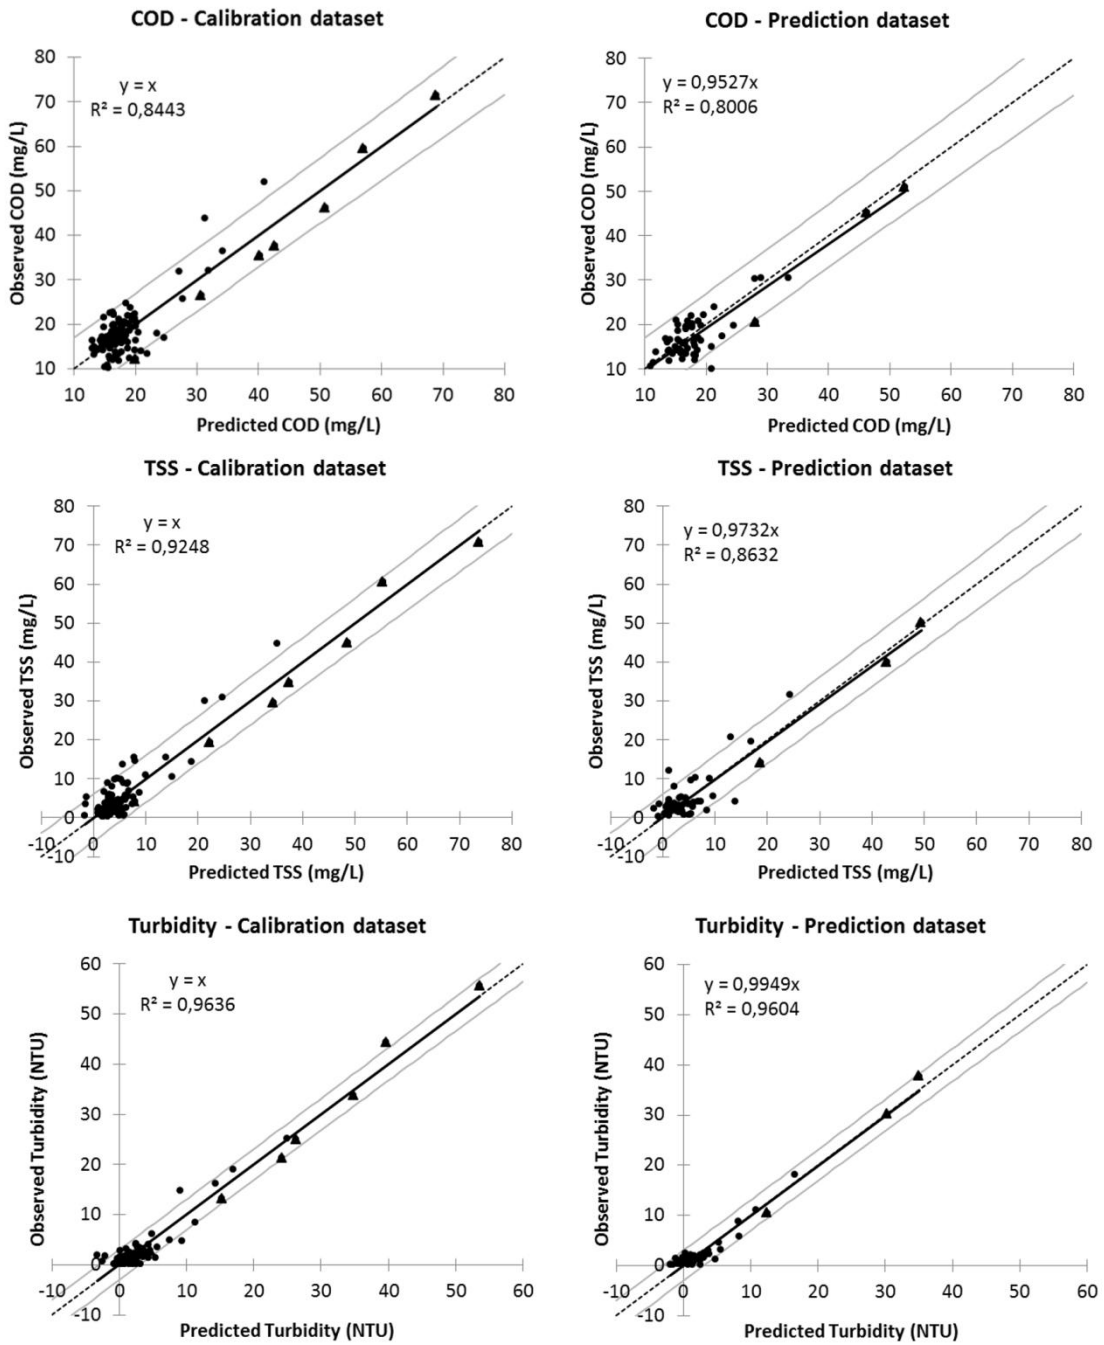 COD - Calibration dataset
80
70
60
50
40
30
20
10
10 20 30 40 50 60 70 80
Observed COD (mg/L)
Predicted COD (mg/L)
y = x
R² = 0,8443
COD - Prediction dataset
80
70
60
50
40
30
20
10
10 20 30 40 50 60 70 80
Observed COD (mg/L)
Predicted COD (mg/L)
y = 0,9527x
R² = 0,8006
TSS - Calibration dataset
80
70
60
50
40
30
20
10
0
-10
-10 0 10 20 30 40 50 60 70 80
Observed TSS (mg/L)
Predicted TSS (mg/L)
y = x
R² = 0,9248
TSS - Prediction dataset
80
70
60
50
40
30
20
10
0
-10
-10 0 10 20 30 40 50 60 70 80
Observed TSS (mg/L)
Predicted TSS (mg/L)
y = 0,9732x
R² = 0,8632
Turbidity - Calibration dataset
60
50
40
30
20
10
0
-10
-10 0 10 20 30 40 50 60
Observed Turbidity (NTU)
Predicted Turbidity (NTU)
y = x
R² = 0,9636
Turbidity - Prediction dataset
60
50
40
30
20
10
0
-10
-10 0 10 20 30 40 50 60
Observed Turbidity (NTU)
Predicted Turbidity (NTU)
y = 0,9949x
R² = 0,9604